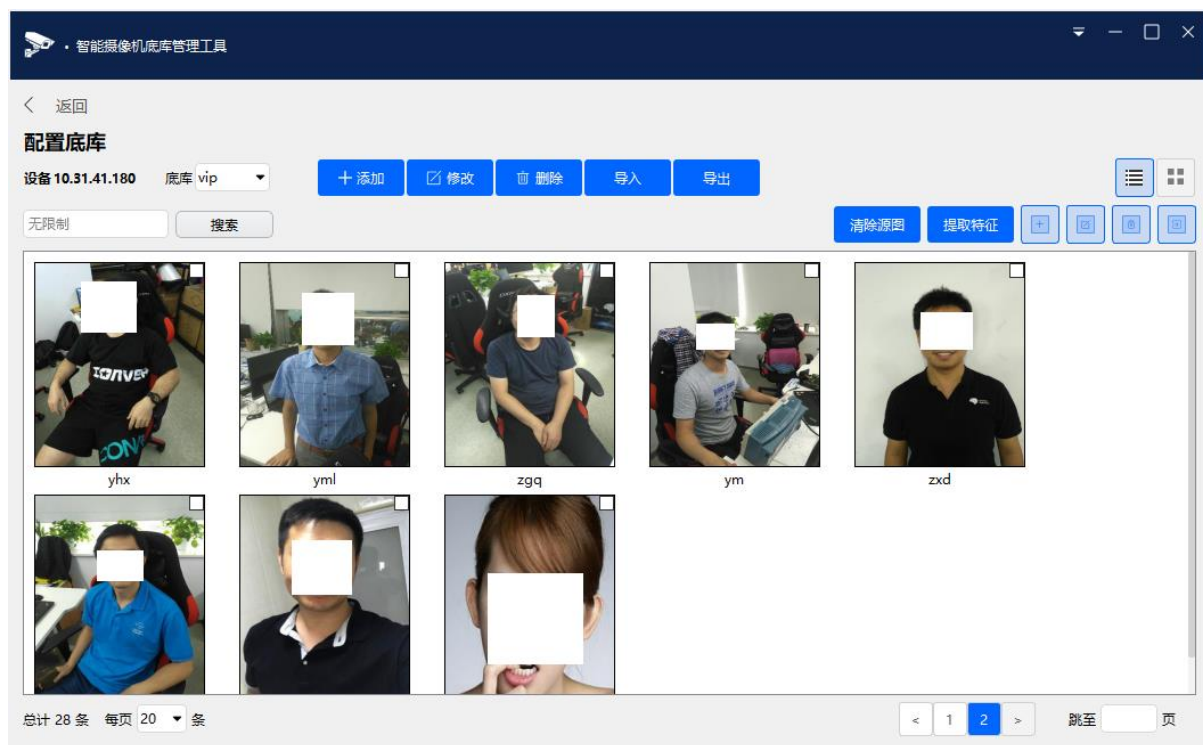 · 智能摄像机底库管理工具
返回
配置底库
设备 10.31.41.180 底库 vip 添加 修改 删除 导入 导出
无限制 搜索 清除源图 提取特征
CONVER
CON
yhx yml zgq ym zxd
总计 28 条 每页 20 条 < 1 2 > 跳至 页